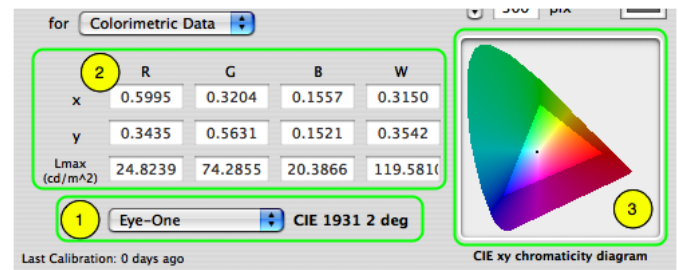 for Colorimetric Data
pix
2 R G B W
x 0.5995 0.3204 0.1557 0.3150
y 0.3435 0.5631 0.1521 0.3542
Lmax
(cd/m^2) 24.8239 74.2855 20.3866 119.581
1 Eye-One CIE 1931 2 deg
3
Last Calibration: 0 days ago
CIE xy chromaticity diagram